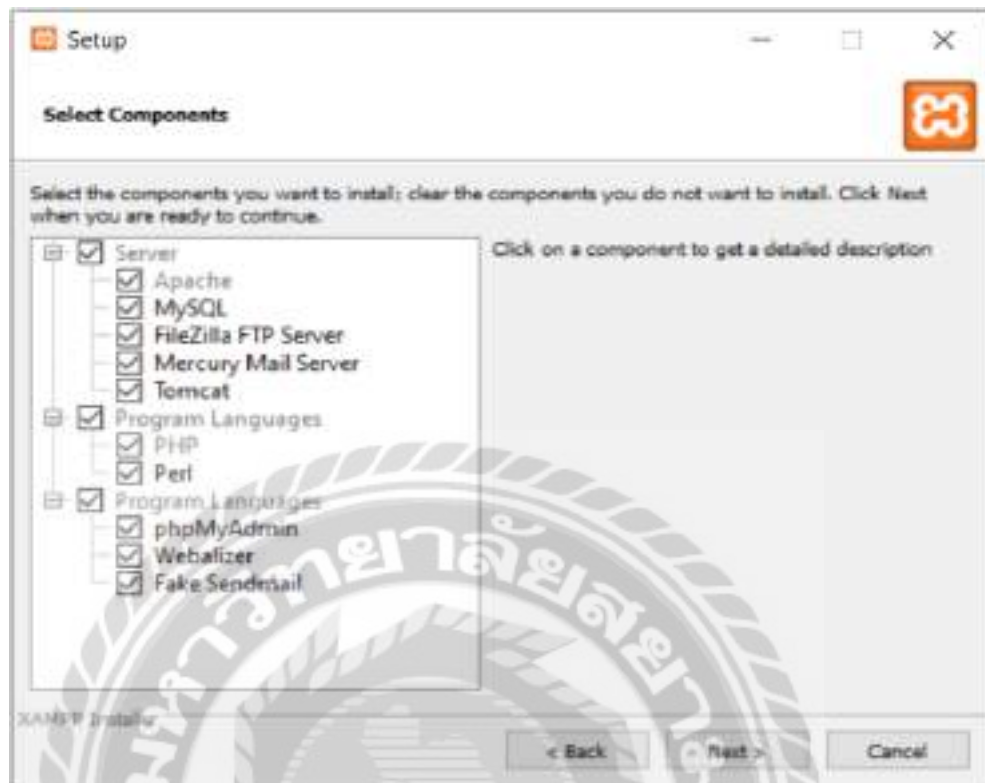 Setup
Select Components
Select the components you want to install; clear the components you do not want to install. Click Next
when you are ready to continue.
Server
Apache
MySQL
FileZilla FTP Server
Mercury Mail Server
Tomcat
Program Languages
PHP
Perl
Program Languages
phpMyAdmin
Webalizer
Fake Sendmail
Click on a component to get a detailed description
XAMPP Installer
< Back
Next >
Cancel